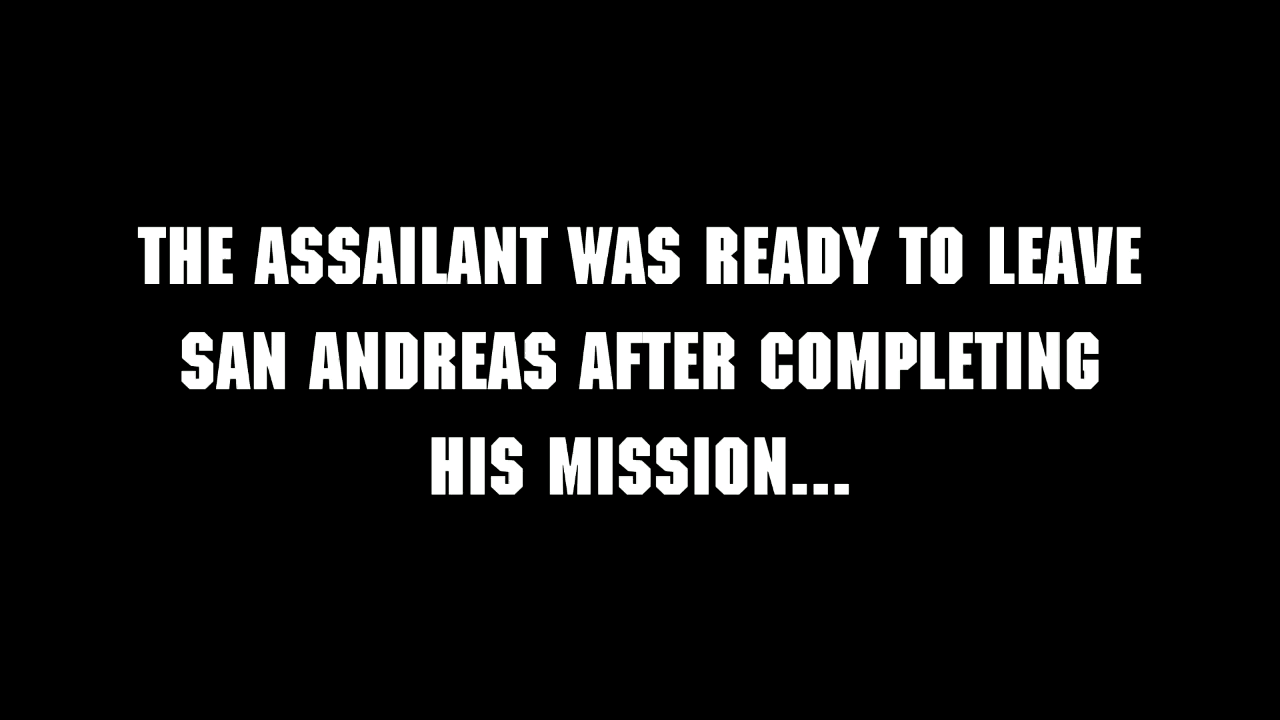 THE ASSAILANT WAS READY TO LEAVE
SAN ANDREAS AFTER COMPLETING
HIS MISSION...